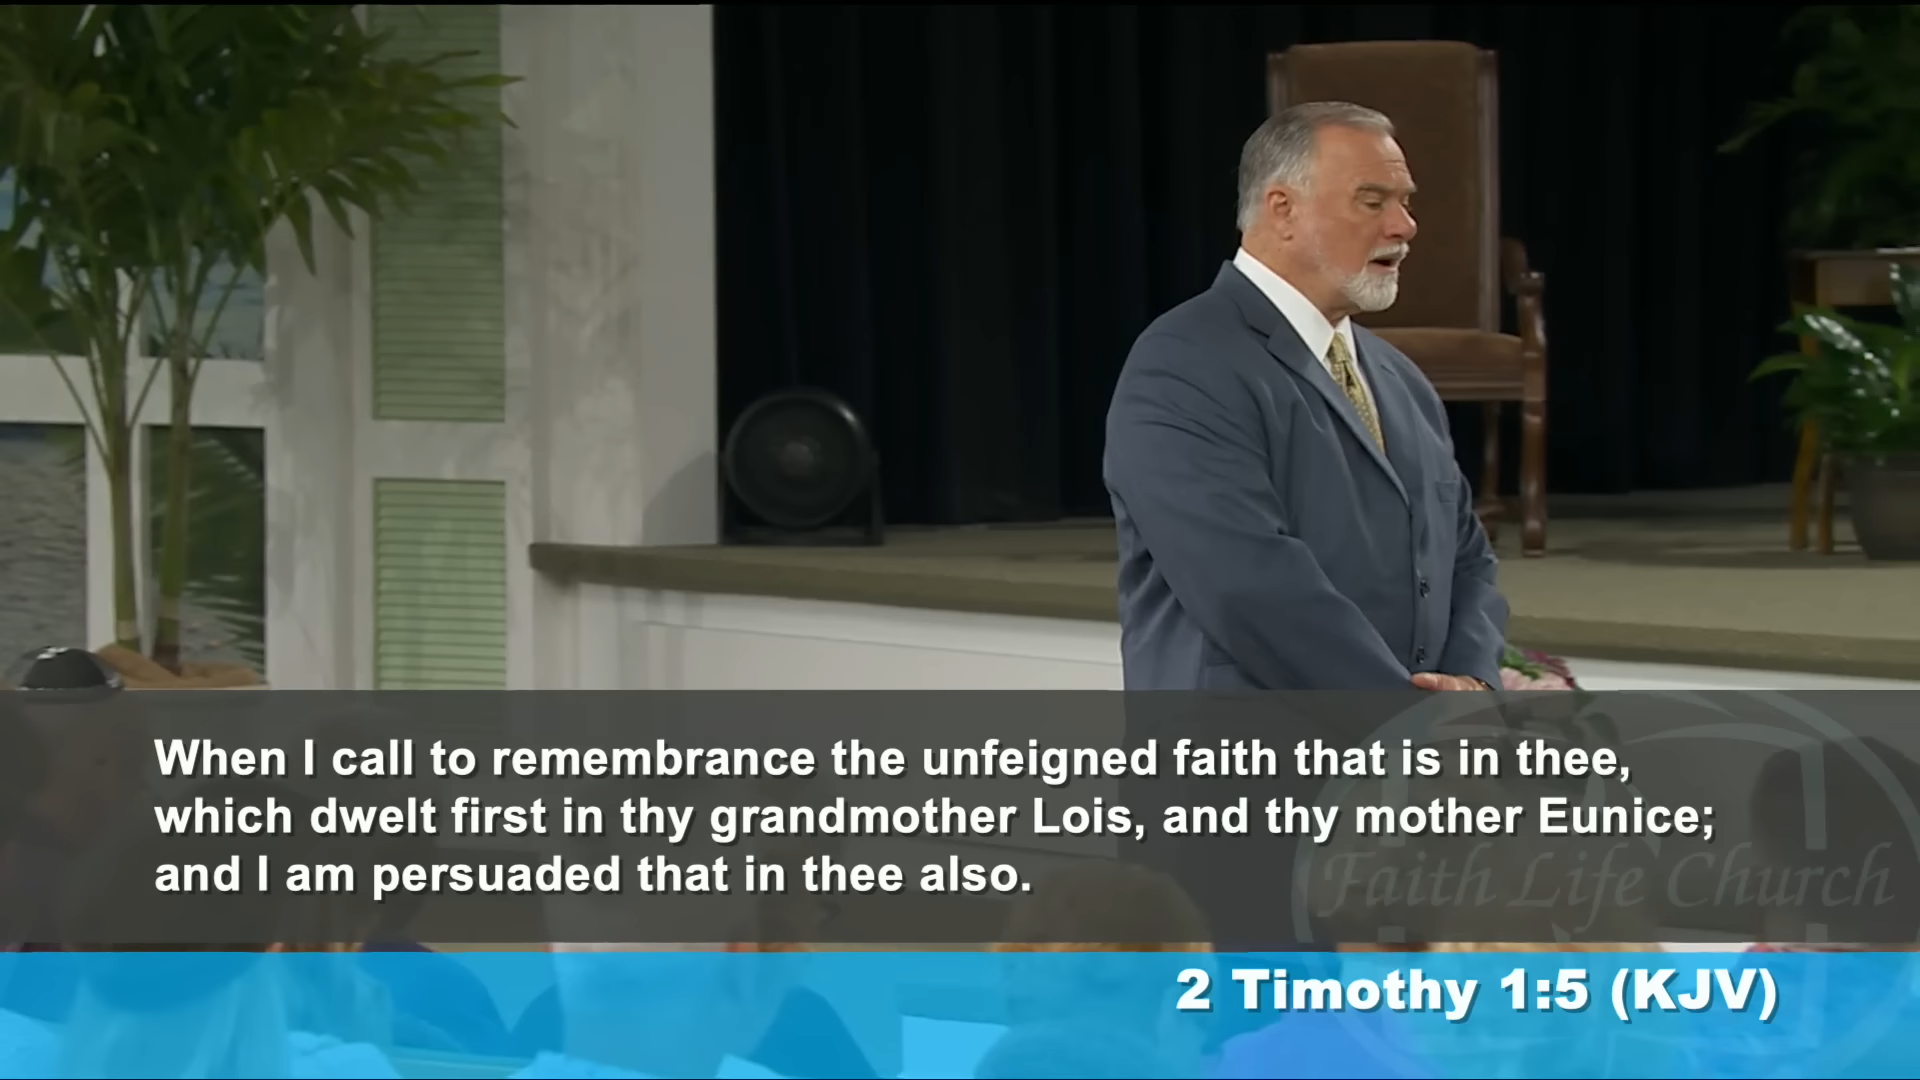 When I call to remembrance the unfeigned faith that is in thee,
which dwelt first in thy grandmother Lois, and thy mother Eunice;
and I am persuaded that in thee also.
Faith Life Church
2 Timothy 1:5 (KJV)